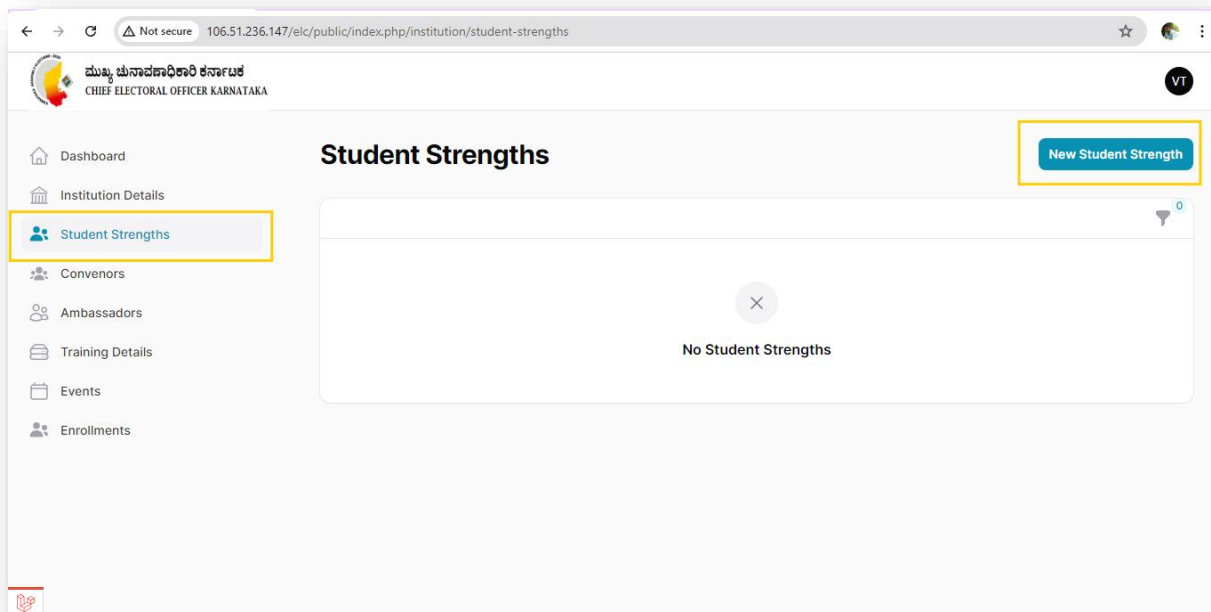 Not secure 106.51.236.147/elc/public/index.php/institution/student-strengths
ಮುಖ್ಯ ಚುನಾವಣಾಧಿಕಾರಿ ಕರ್ನಾಟಕ
CHIEF ELECTORAL OFFICER KARNATAKA
VT
Dashboard
Institution Details
Student Strengths
Convenors
Ambassadors
Training Details
Events
Enrollments
Student Strengths
New Student Strength
0
No Student Strengths